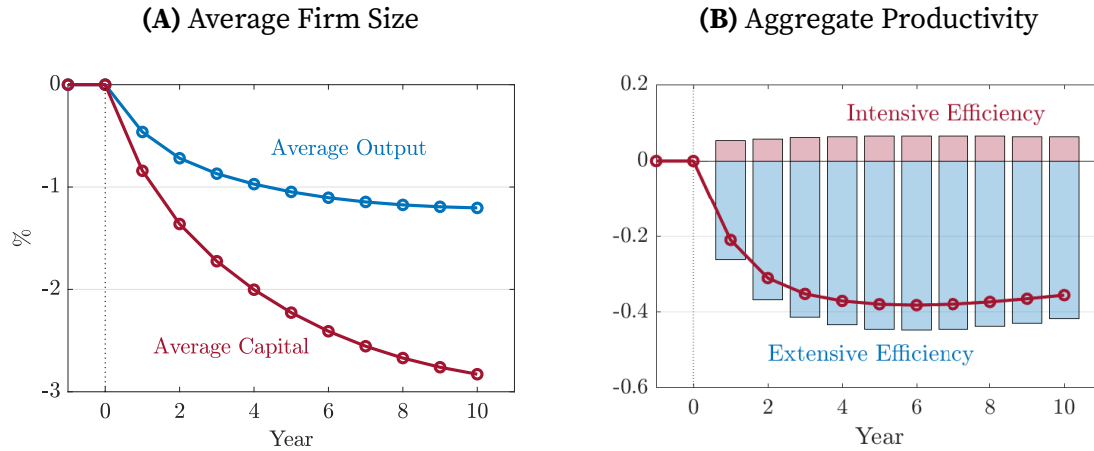 (A) Average Firm Size
0
-1
-2
-3
%
Average Output
Average Capital
0 2 4 6 8 10
Year
(B) Aggregate Productivity
0.2
0
-0.2
-0.4
-0.6
Intensive Efficiency
Extensive Efficiency
0 2 4 6 8 10
Year